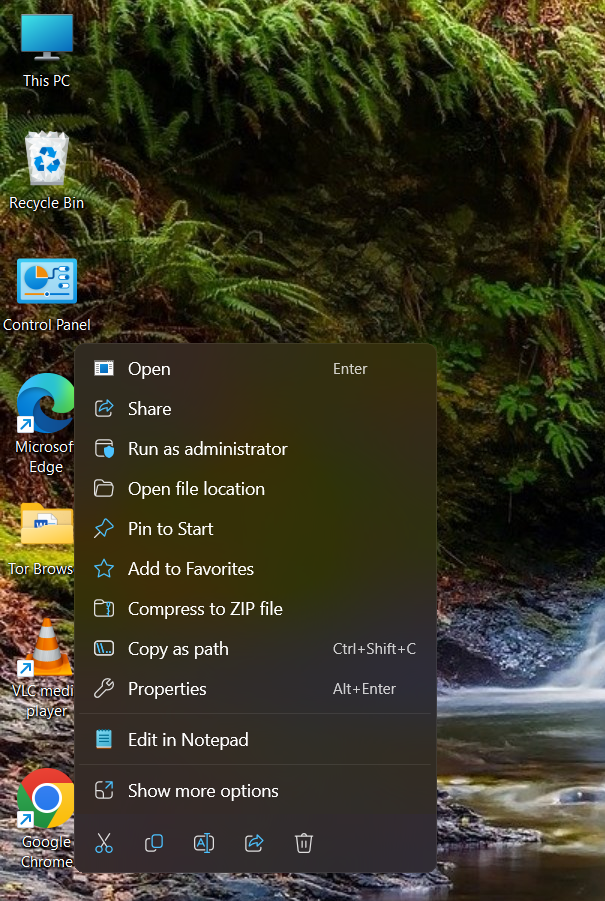 This PC
Recycle Bin
Control Panel
Open Enter
Share
Run as administrator
Open file location
Pin to Start
Add to Favorites
Compress to ZIP file
Copy as path Ctrl+Shift+C
Properties Alt+Enter
Edit in Notepad
Show more options
Microsof
Edge
Tor Brows
VLC medi
player
Google
Chrome